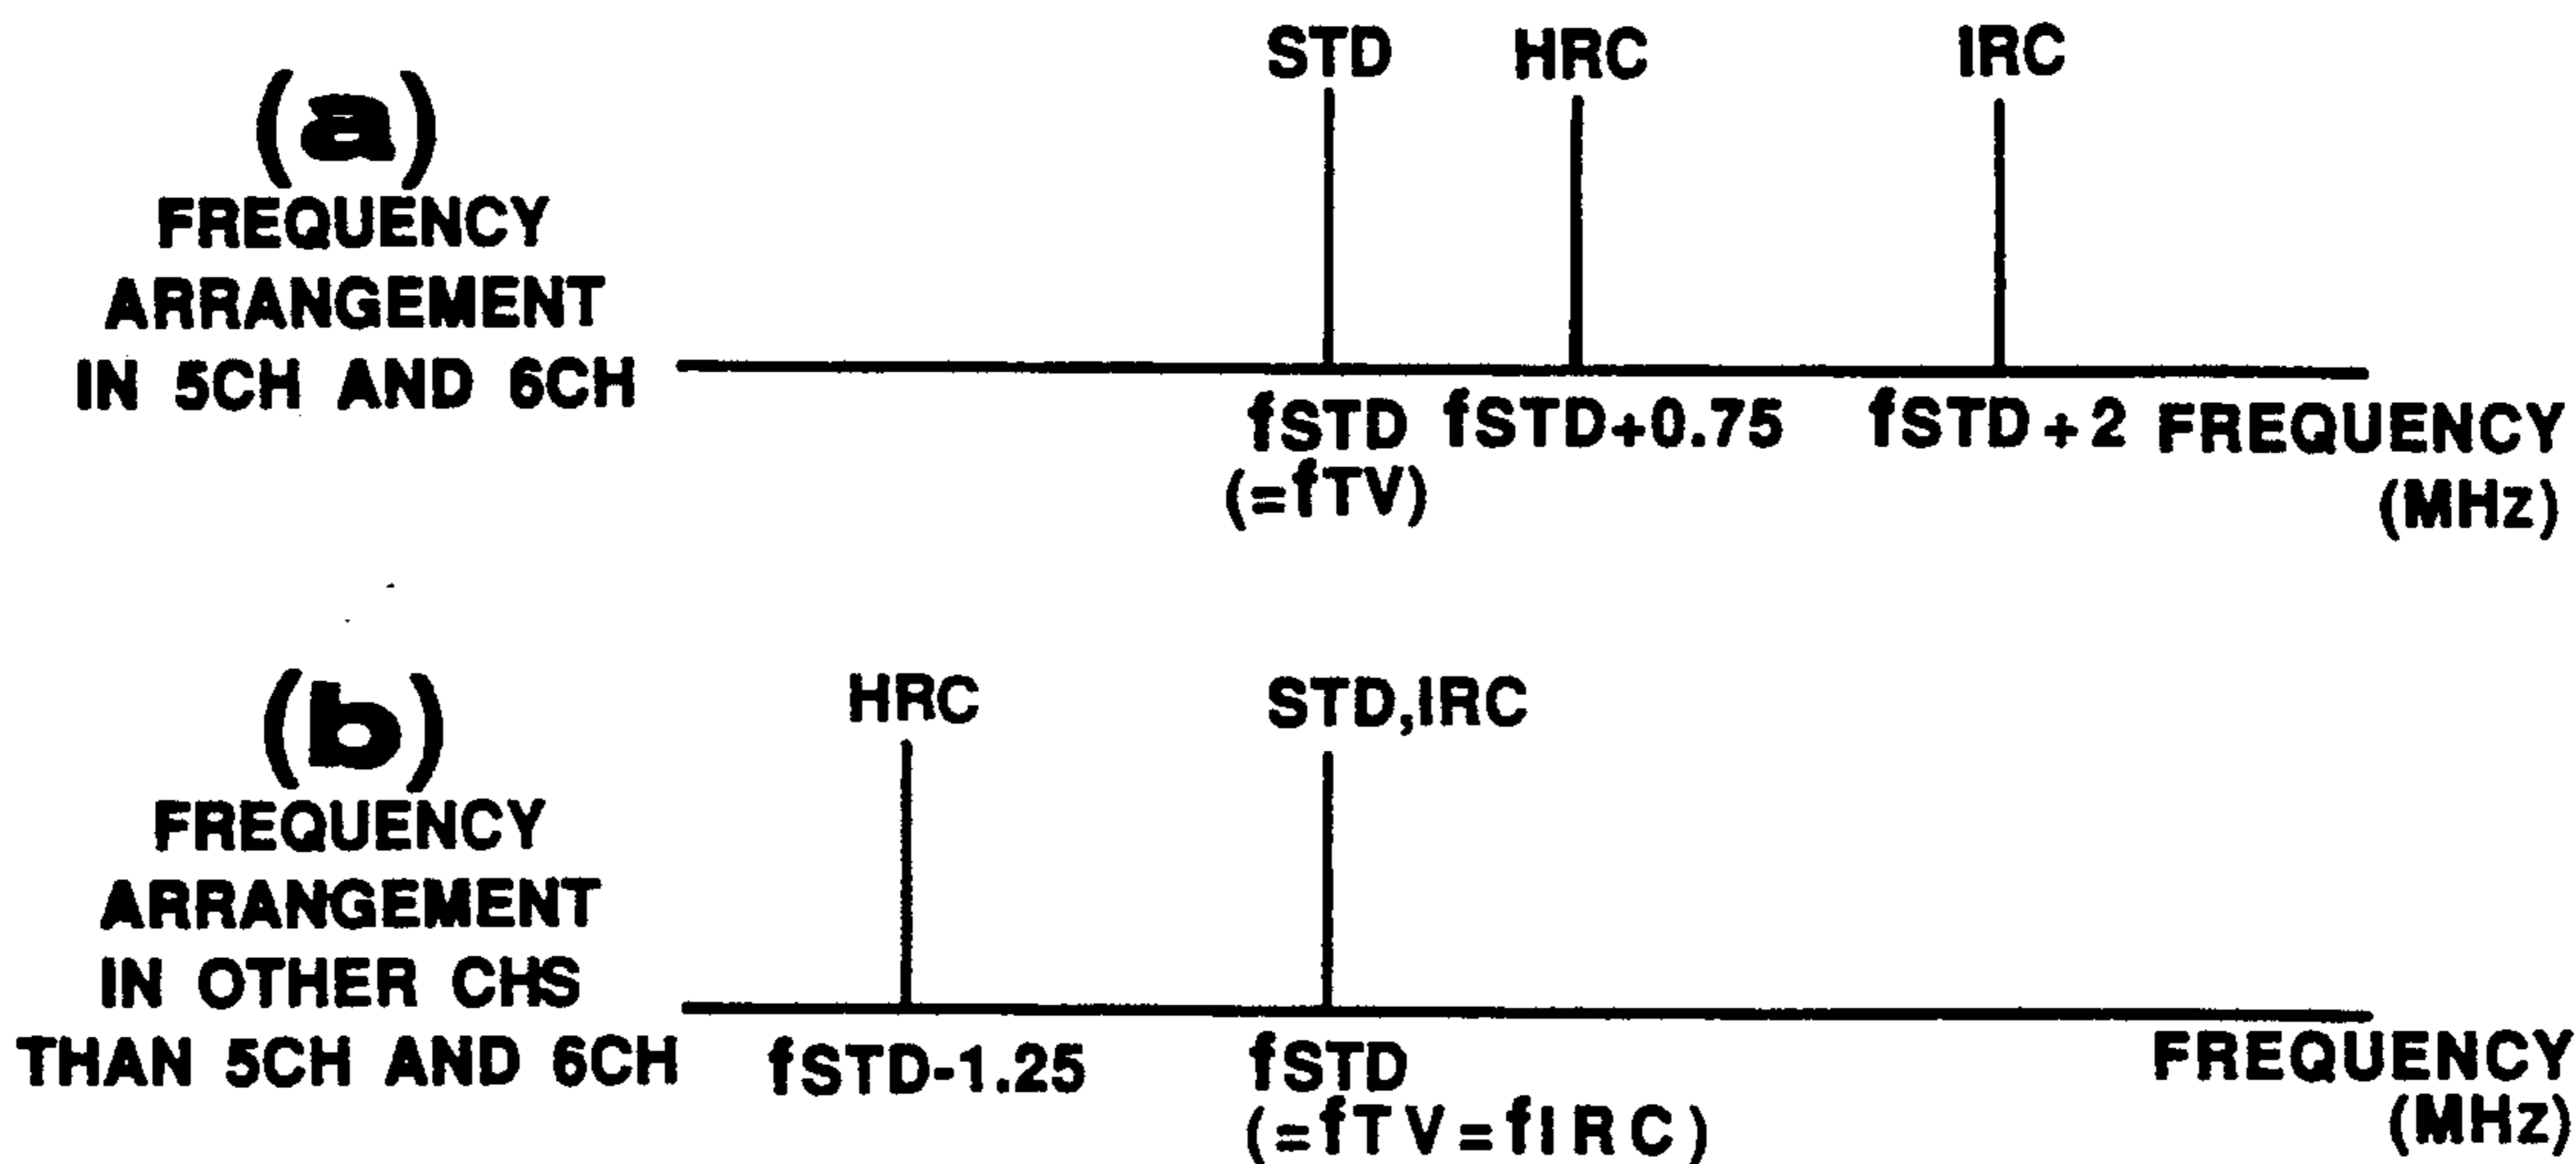 (a)
FREQUENCY
ARRANGEMENT
IN 5CH AND 6CH
STD HRC IRC
fSTD fSTD+0.75 fSTD+2 FREQUENCY
(=fTV)
(MHz)
(b)
FREQUENCY
ARRANGEMENT
IN OTHER CHS
THAN 5CH AND 6CH
HRC STD,IRC
fSTD-1.25 fSTD FREQUENCY
(=fTV=fIRC) (MHz)